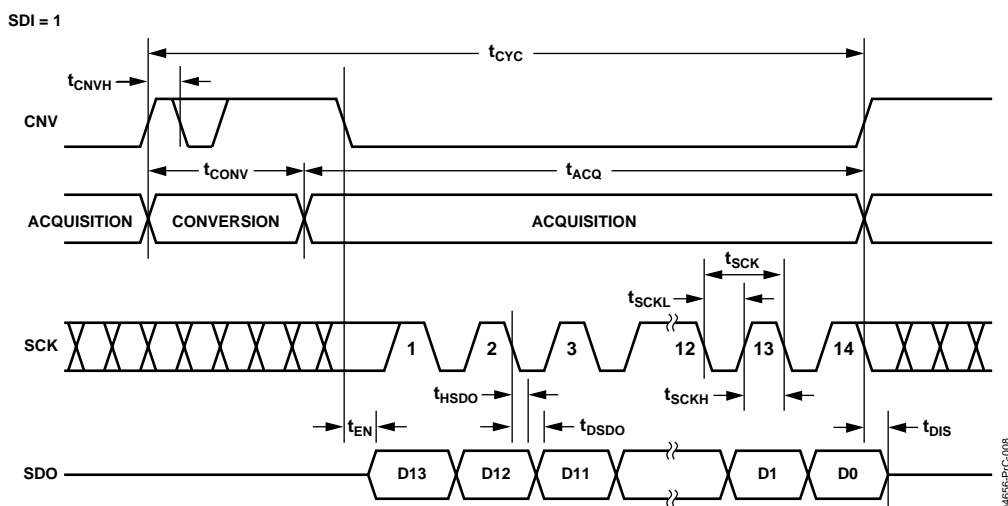 SDI = 1
tCYC
tCNVH
CNV
tCONV
tACQ
ACQUISITION
CONVERSION
ACQUISITION
tSCK
tSCKL
SCK
1
2
3
12
13
14
tHSDO
tSCKH
tEN
tDSDO
tDIS
SDO
D13
D12
D11
D1
D0
04656-PrC-008